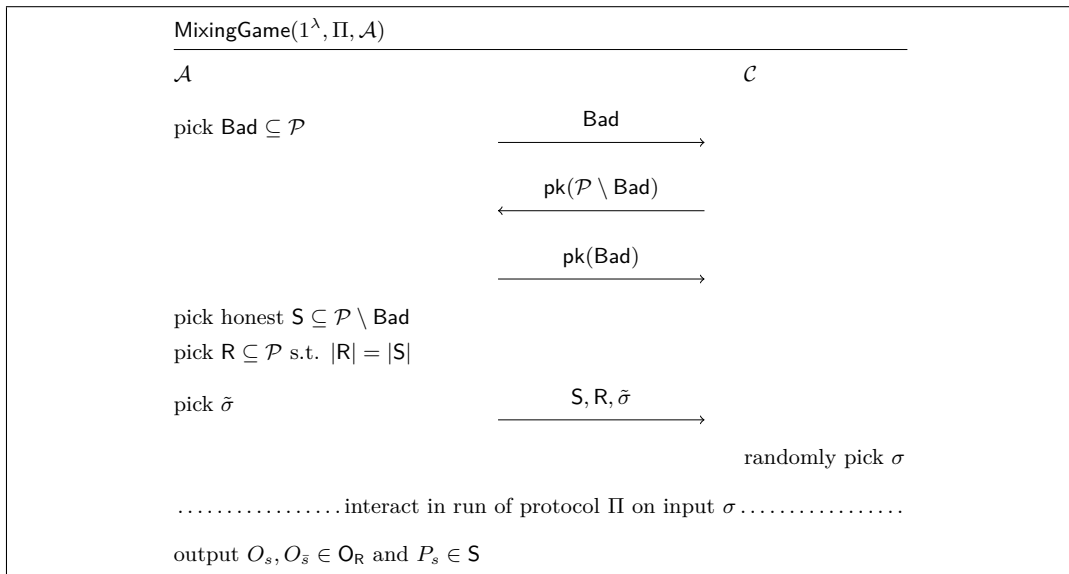 MixingGame(1^λ, Π, 𝒜)
𝒜 𝒞
pick Bad ⊆ 𝒫 Bad
pk(𝒫 \ Bad)
pk(Bad)
pick honest S ⊆ 𝒫 \ Bad
pick R ⊆ 𝒫 s.t. |R| = |S|
pick σ̃ S, R, σ̃
randomly pick σ
.................interact in run of protocol Π on input σ.................
output O_s, O_s̄ ∈ O_R and P_s ∈ S